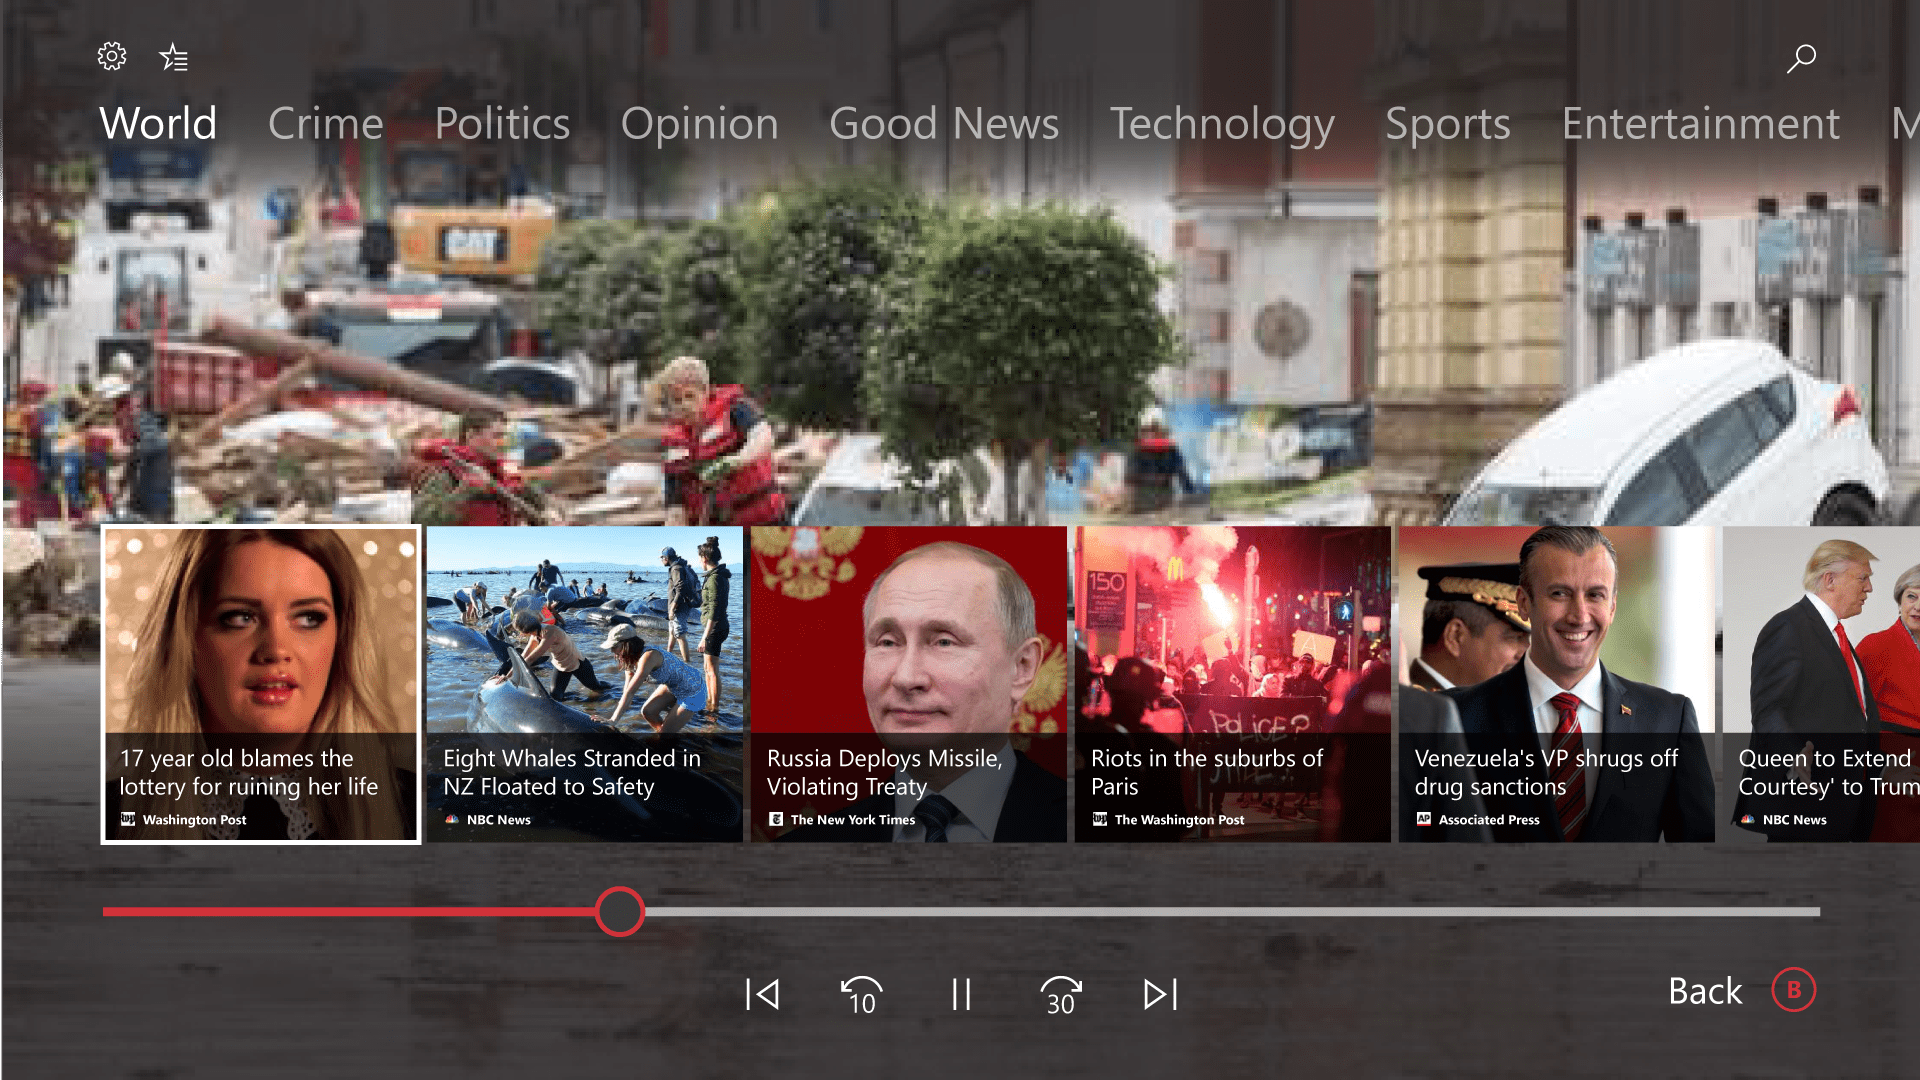 World Crime Politics Opinion Good News Technology Sports Entertainment M
CAT
150
POLICE?
17 year old blames the
lottery for ruining her life
Washington Post
Eight Whales Stranded in
NZ Floated to Safety
NBC News
Russia Deploys Missile,
Violating Treaty
The New York Times
Riots in the suburbs of
Paris
The Washington Post
Venezuela's VP shrugs off
drug sanctions
AP Associated Press
Queen to Extend
Courtesy' to Trum
NBC News
10
30
Back B